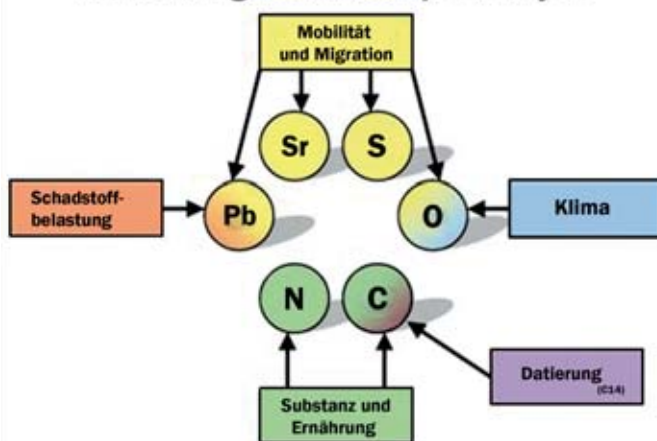 Mobilität
und Migration
Sr
S
Schadstoff-
belastung
Pb
O
Klima
N
C
Datierung
(C14)
Substanz und
Ernährung